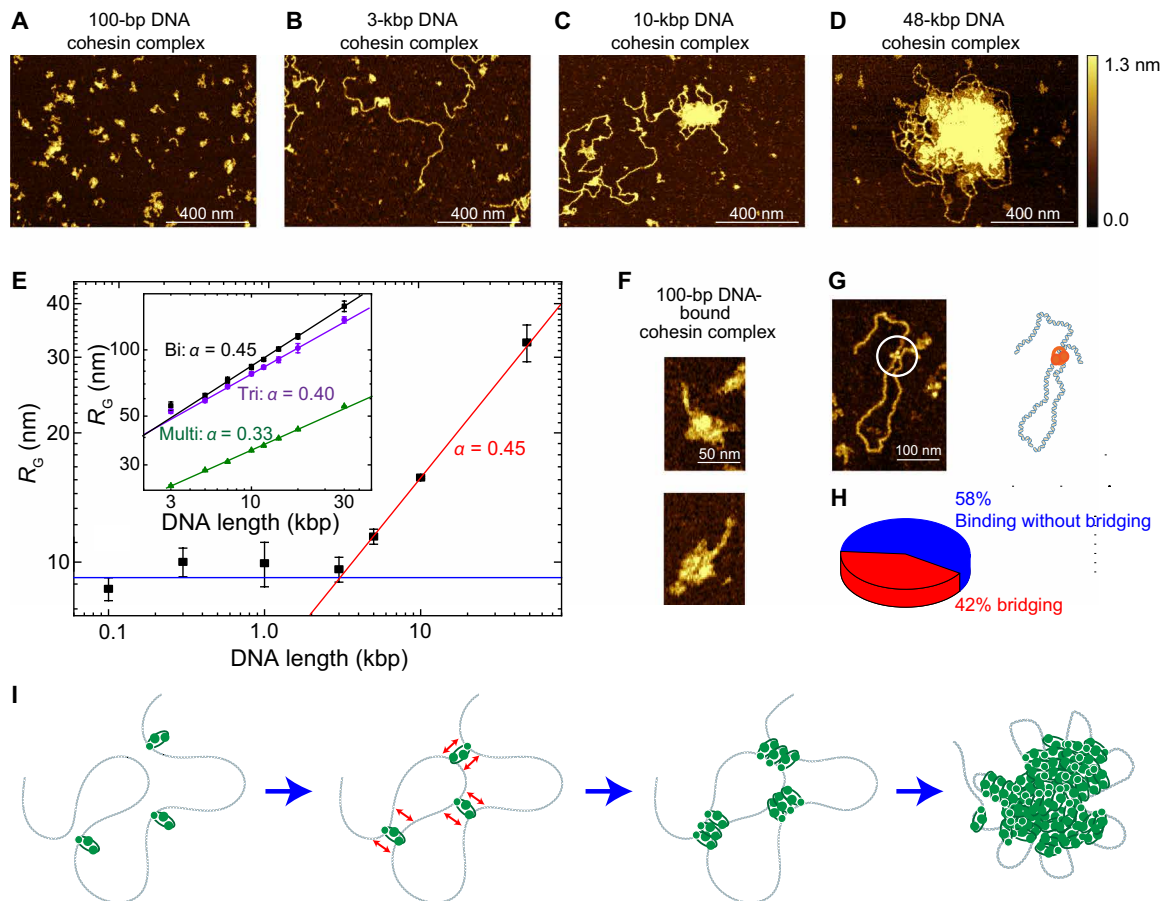 A
100-bp DNA
cohesin complex
400 nm
B
3-kbp DNA
cohesin complex
400 nm
C
10-kbp DNA
cohesin complex
400 nm
D
48-kbp DNA
cohesin complex
400 nm
1.3 nm
0.0
E
R_G (nm)
40
30
20
10
0.1
1.0
10
DNA length (kbp)
α = 0.45
R_G (nm)
100
50
30
3
10
30
DNA length (kbp)
Bi: α = 0.45
Tri: α = 0.40
Multi: α = 0.33
F
100-bp DNA-
bound
cohesin complex
50 nm
G
100 nm
H
58%
Binding without bridging
42% bridging
I